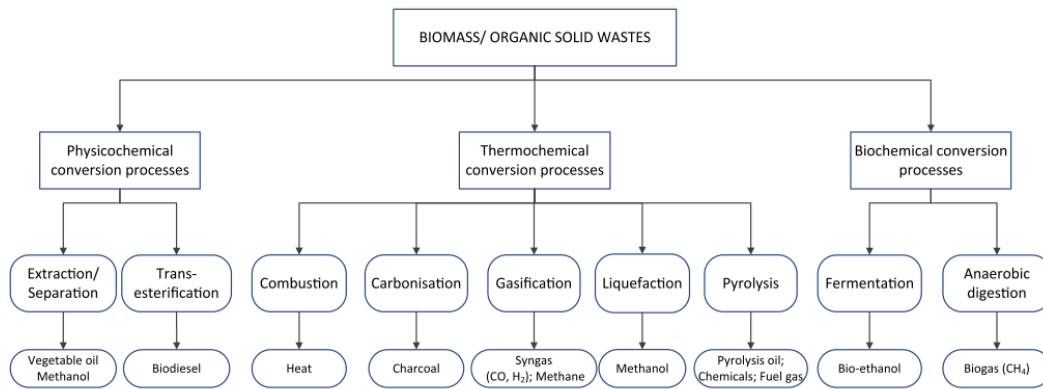 BIOMASS/ ORGANIC SOLID WASTES
Physicochemical
conversion processes
Thermochemical
conversion processes
Biochemical conversion
processes
Extraction/
Separation
Trans-
esterification
Combustion
Carbonisation
Gasification
Liquefaction
Pyrolysis
Fermentation
Anaerobic
digestion
Vegetable oil
Methanol
Biodiesel
Heat
Charcoal
Syngas
(CO, H₂); Methane
Methanol
Pyrolysis oil;
Chemicals; Fuel gas
Bio-ethanol
Biogas (CH₄)